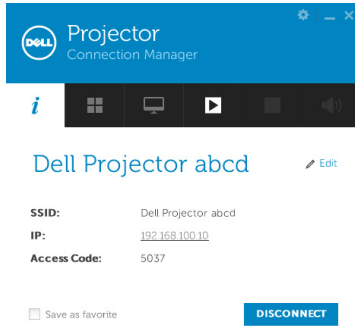 DELL
Projector
Connection Manager
i
Dell Projector abcd
Edit
SSID: Dell Projector abcd
IP: 192.168.100.10
Access Code: 5037
Save as favorite
DISCONNECT